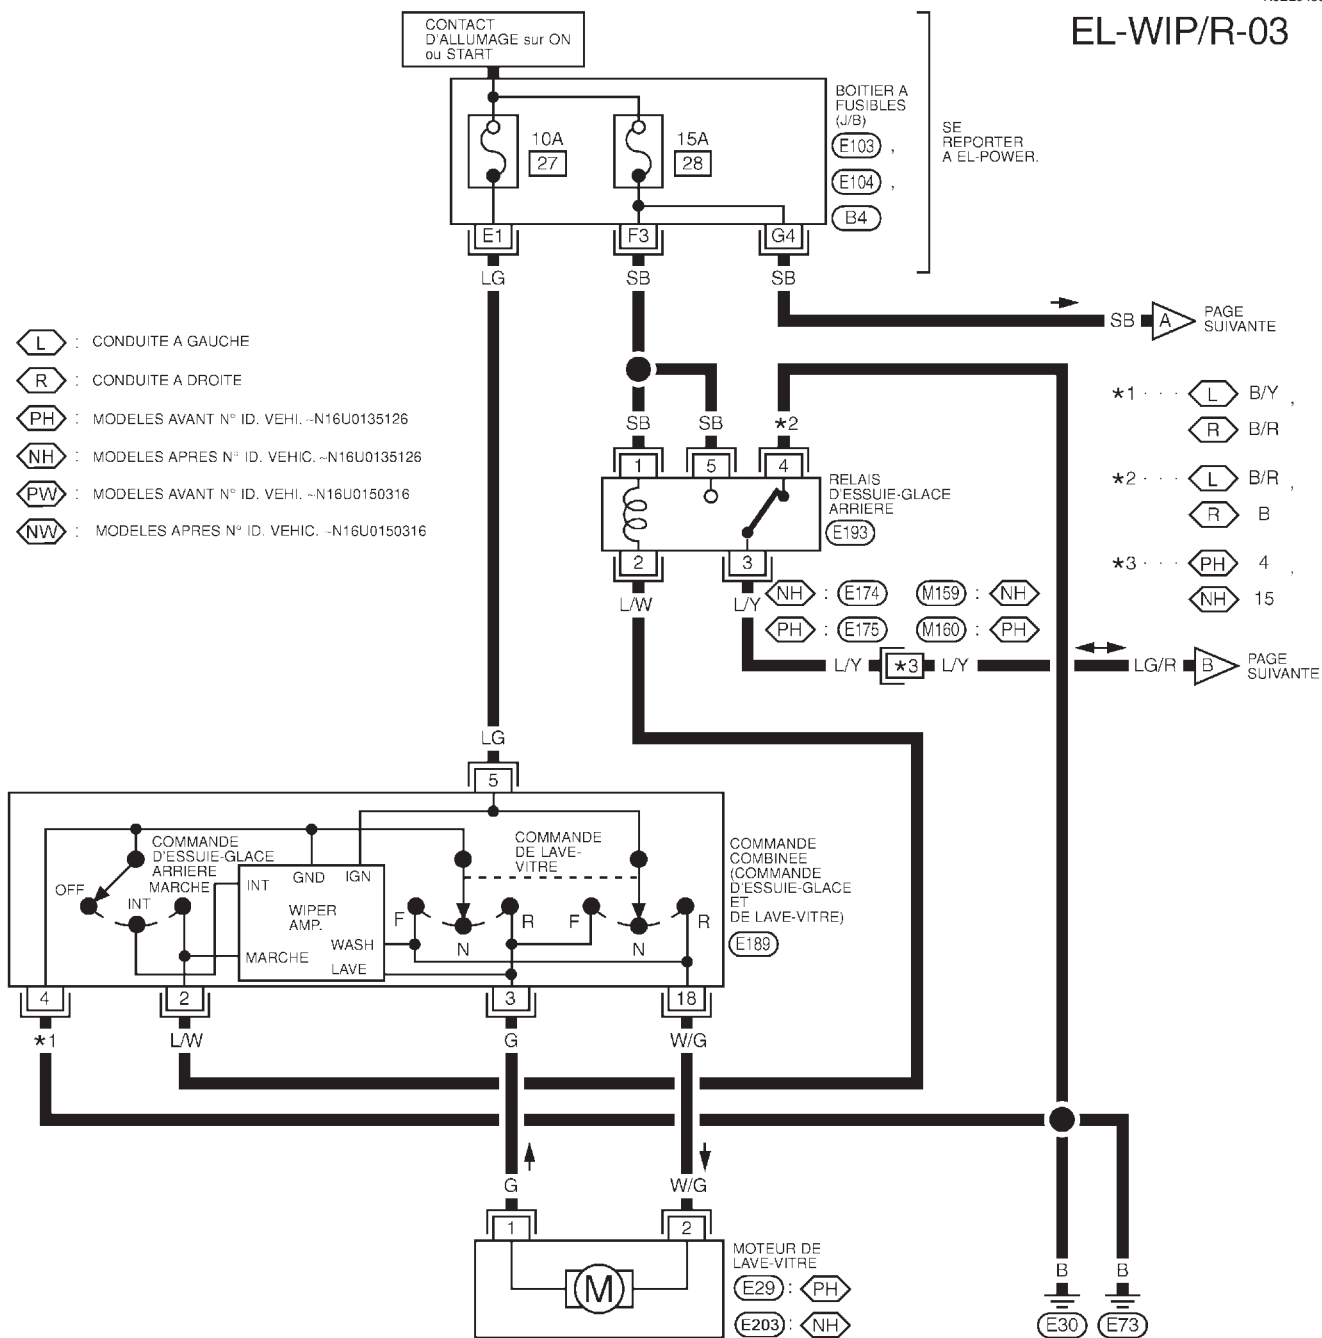 EL-WIP/R-03
CONTACT
D'ALLUMAGE sur ON
ou START
BOITIER A
FUSIBLES
(J/B)
E103 ,
E104 ,
B4
SE
REPORTER
A EL-POWER.
10A
27
15A
28
E1
F3
G4
LG
SB
SB
SB
A
PAGE
SUIVANTE
L : CONDUITE A GAUCHE
R : CONDUITE A DROITE
PH : MODELES AVANT N° ID. VEHI. ~N16U0135126
NH : MODELES APRES N° ID. VEHIC. ~N16U0135126
PW : MODELES AVANT N° ID. VEHI. ~N16U0150316
NW : MODELES APRES N° ID. VEHIC. ~N16U0150316
★1 ··· L B/Y ,
R B/R
★2 ··· L B/R ,
R B
★3 ··· PH 4 ,
NH 15
SB
SB
★2
1
5
4
RELAIS
D'ESSUIE-GLACE
ARRIERE
E193
2
3
L/W
L/Y
NH : E174
M159 : NH
PH : E175
M160 : PH
L/Y
★3
L/Y
LG/R
B
PAGE
SUIVANTE
LG
5
COMMANDE
D'ESSUIE-GLACE
ARRIERE
MARCHE
OFF
INT
INT
GND
IGN
WIPER
AMP.
WASH
MARCHE
LAVE
COMMANDE
DE LAVE-
VITRE
F
N
R
F
N
R
COMMANDE
COMBINEE
(COMMANDE
D'ESSUIE-GLACE
ET
DE LAVE-VITRE)
E189
4
2
3
18
★1
L/W
G
W/G
G
W/G
1
2
M
MOTEUR DE
LAVE-VITRE
E29 : PH
E203 : NH
B
B
E30
E73